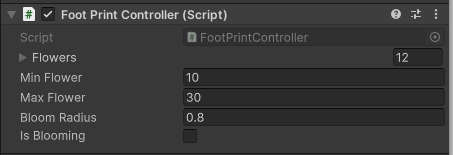 Foot Print Controller (Script)
Script FootPrintController
Flowers 12
Min Flower 10
Max Flower 30
Bloom Radius 0.8
Is Blooming